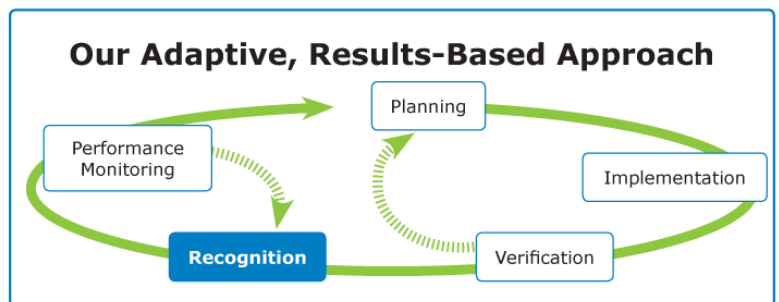 Our Adaptive, Results-Based Approach
Planning
Performance
Monitoring
Implementation
Recognition
Verification